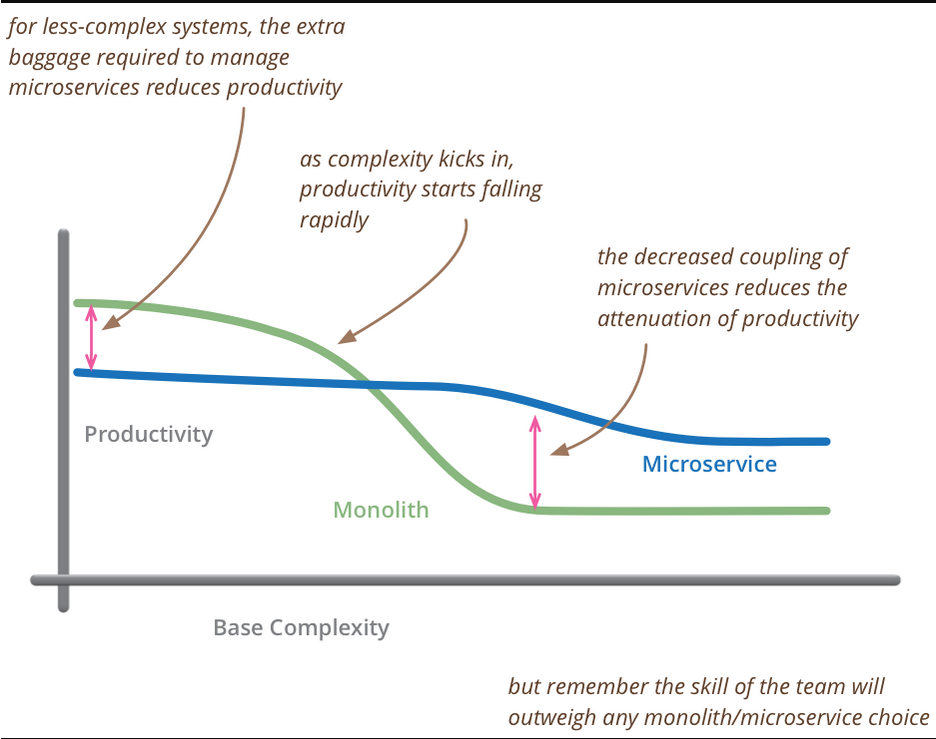 for less-complex systems, the extra
baggage required to manage
microservices reduces productivity
as complexity kicks in,
productivity starts falling
rapidly
the decreased coupling of
microservices reduces the
attenuation of productivity
Productivity
Microservice
Monolith
Base Complexity
but remember the skill of the team will
outweigh any monolith/microservice choice